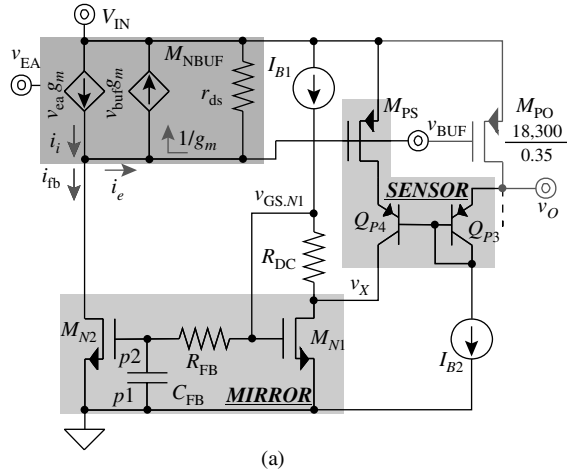 V_IN
v_EA
M_NBUF
v_ea g_m
v_buf g_m
r_ds
I_B1
i_i
1/g_m
i_fb
i_e
M_PS
v_BUF
M_PO
18,300
0.35
v_GS.N1
SENSOR
Q_P4
Q_P3
v_O
R_DC
v_X
M_N2
p2
R_FB
M_N1
I_B2
p1
C_FB
MIRROR
(a)